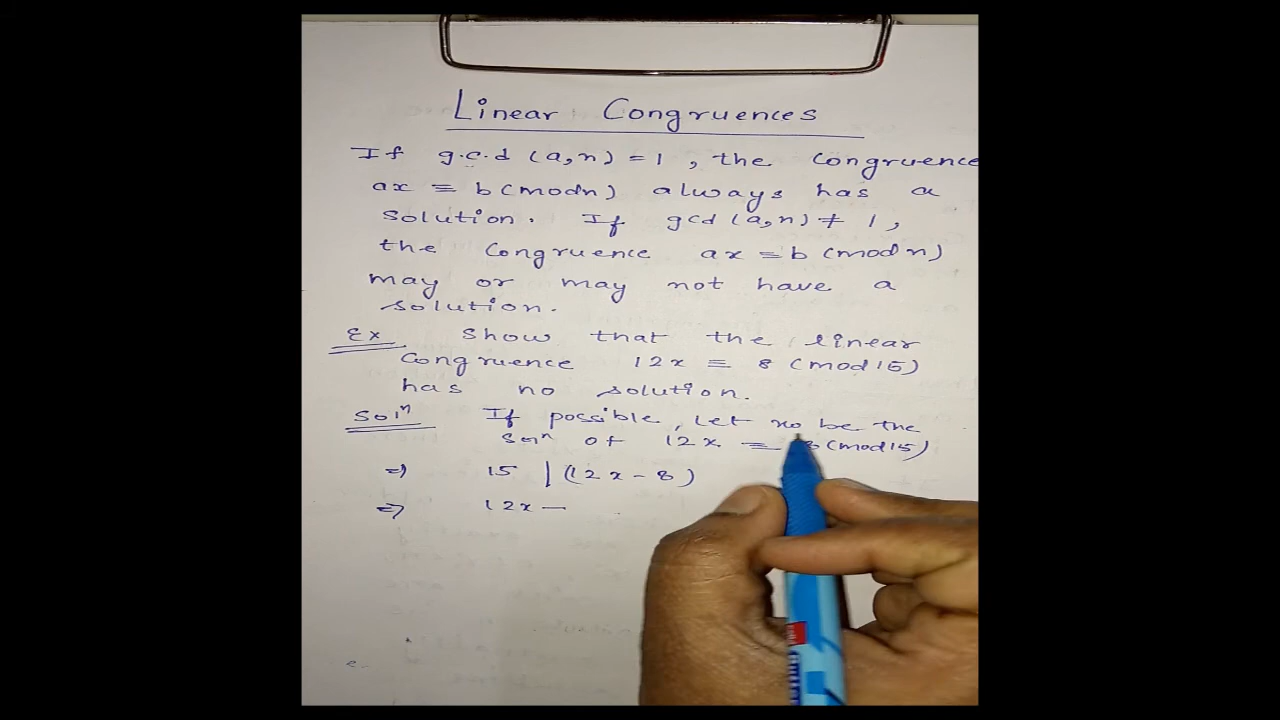 Linear Congruences
If g.c.d (a,n) = 1, the congruence
ax ≡ b (mod n) always has a
solution. If gcd (a,n) ≠ 1,
the congruence ax ≡ b (mod n)
may or may not have a
solution.
Ex Show that the linear
Congruence 12x ≡ 8 (mod 15)
has no solution.
Solⁿ If possible, Let x₀ be the
solⁿ of 12x ≡ 8 (mod 15)
⇒ 15 | (12x - 8)
⇒ 12x —